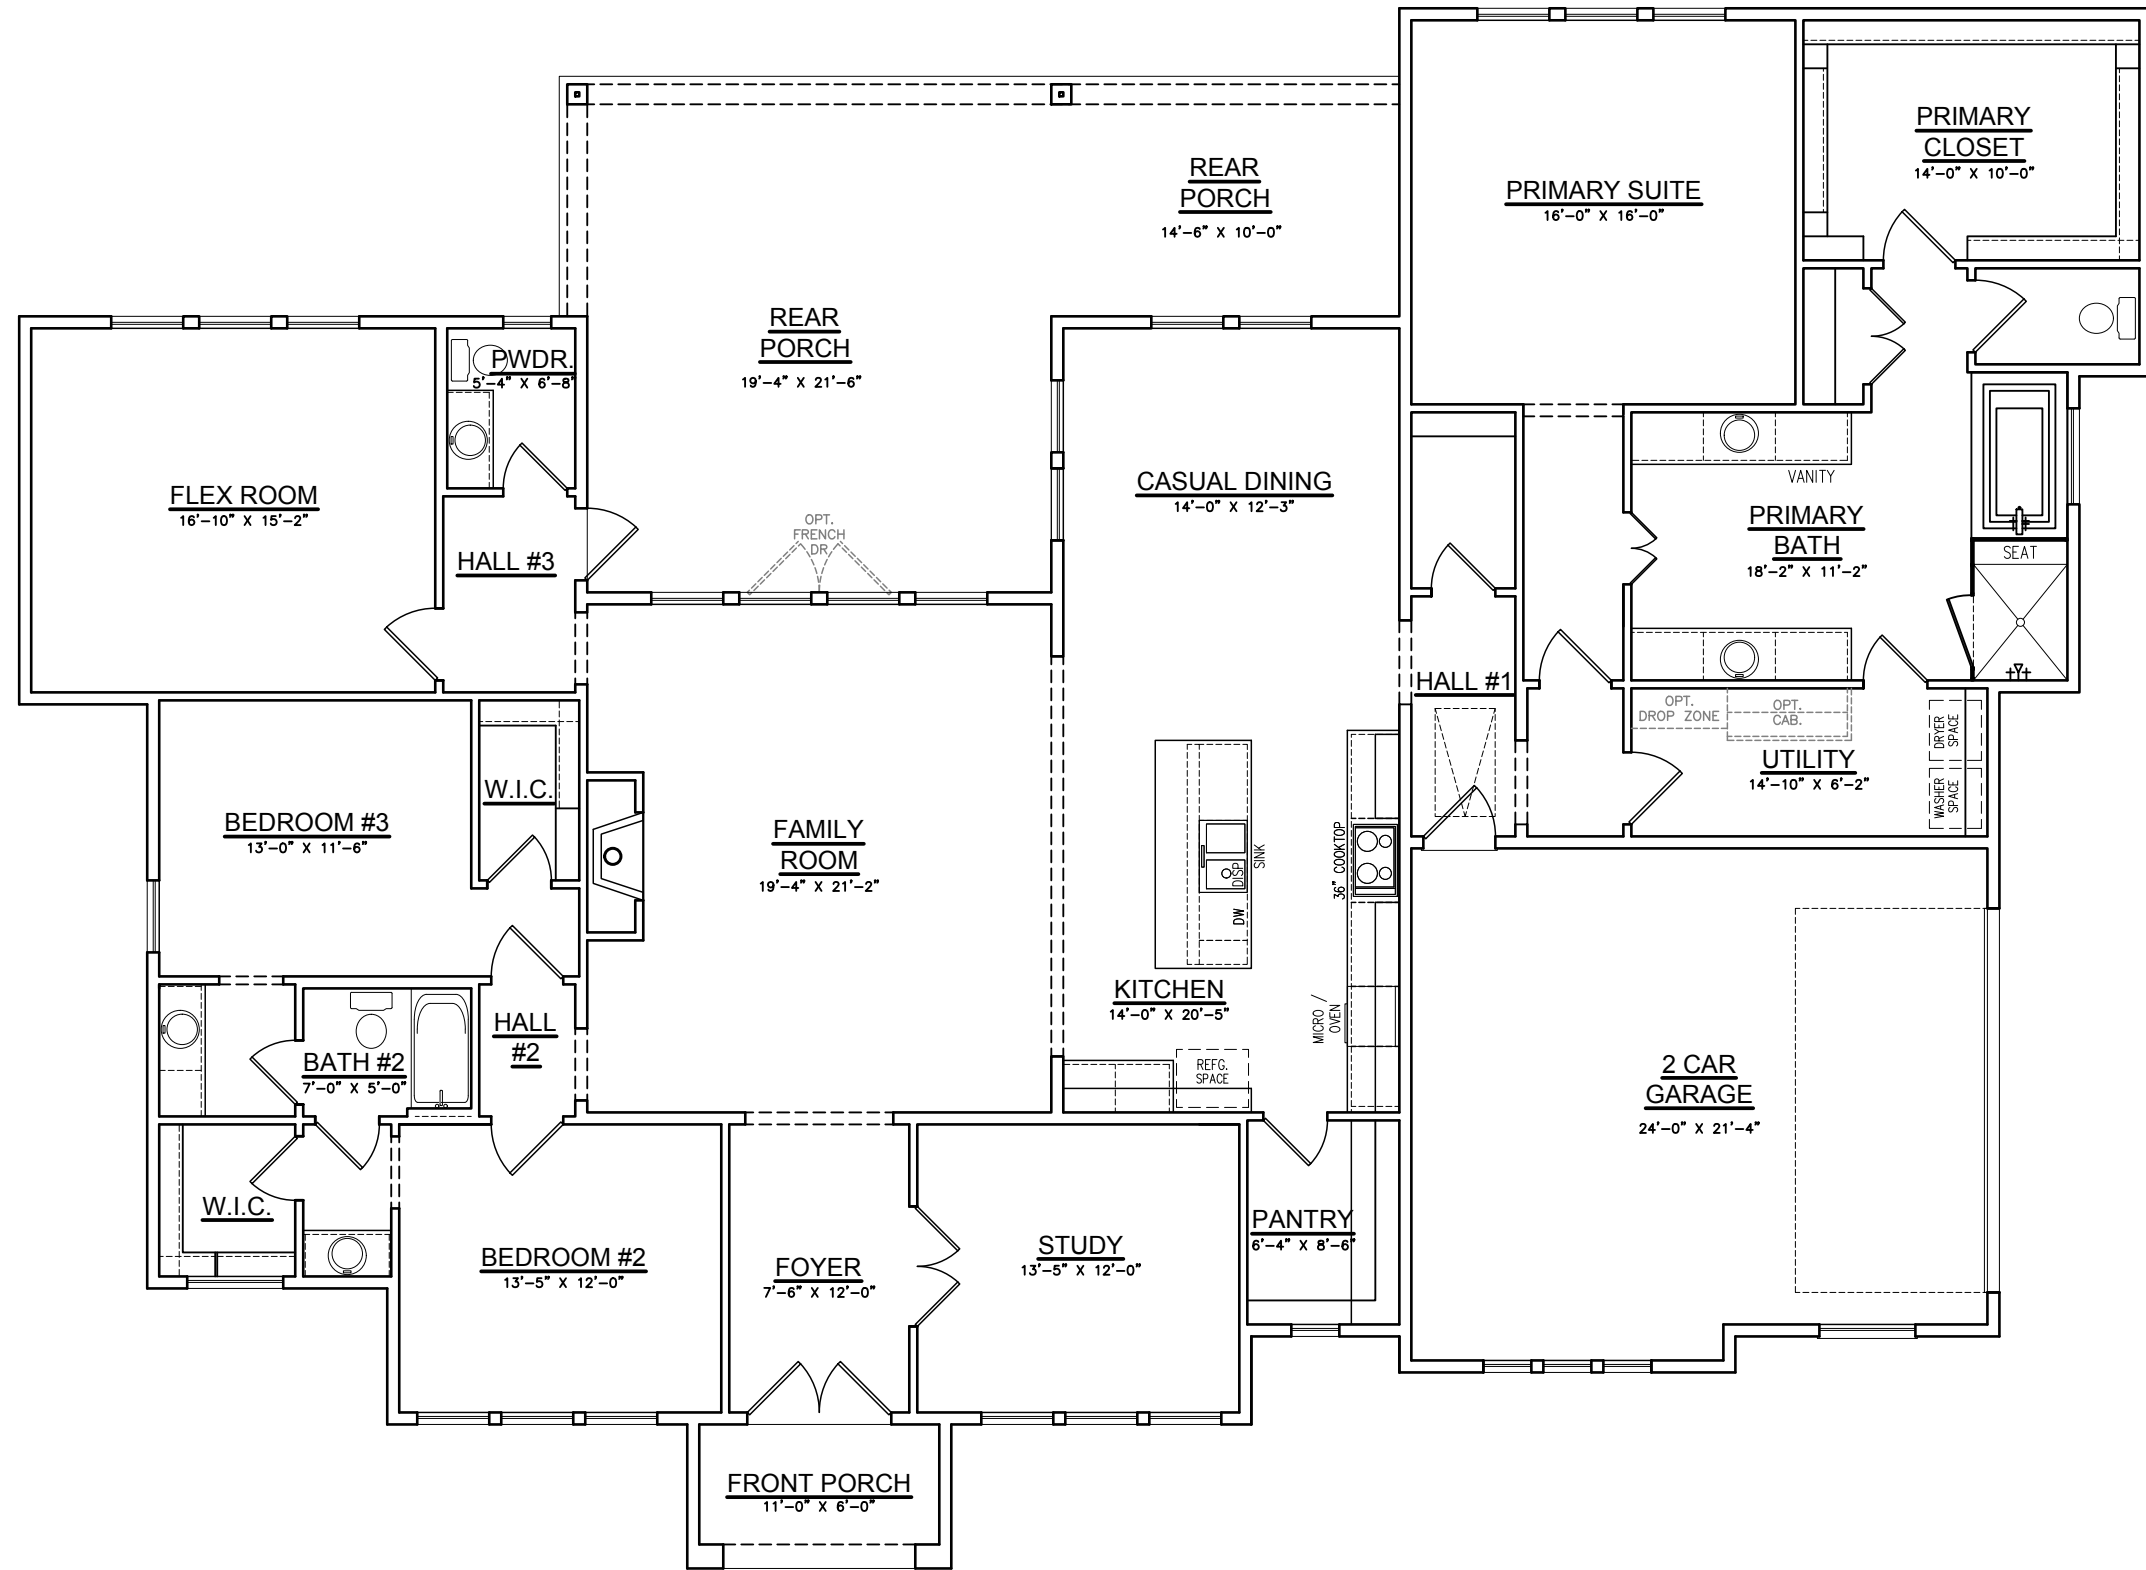 PRIMARY
CLOSET
14'-0" X 10'-0"
REAR
PORCH
14'-6" X 10'-0"
PRIMARY SUITE
16'-0" X 16'-0"
REAR
PORCH
19'-4" X 21'-6"
PWDR.
5'-4" X 6'-8"
FLEX ROOM
16'-10" X 15'-2"
CASUAL DINING
14'-0" X 12'-3"
VANITY
PRIMARY
BATH
18'-2" X 11'-2"
SEAT
OPT.
FRENCH
DR
HALL #3
HALL #1
OPT.
DROP ZONE
OPT.
CAB.
DRYER
SPACE
UTILITY
14'-10" X 6'-2"
WASHER
SPACE
W.I.C.
BEDROOM #3
13'-0" X 11'-6"
FAMILY
ROOM
19'-4" X 21'-2"
SINK
DISP
DW
36" COOKTOP
KITCHEN
14'-0" X 20'-5"
MICRO /
OVEN
REFG.
SPACE
HALL
#2
BATH #2
7'-0" X 5'-0"
2 CAR
GARAGE
24'-0" X 21'-4"
W.I.C.
BEDROOM #2
13'-5" X 12'-0"
FOYER
7'-6" X 12'-0"
STUDY
13'-5" X 12'-0"
PANTRY
6'-4" X 8'-6"
FRONT PORCH
11'-0" X 6'-0"